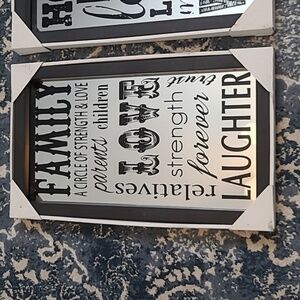 FAMILY
A CIRCLE OF STRENGTH & LOVE
parents children
LOVE
strength trust
forever
relatives
LAUGHTER